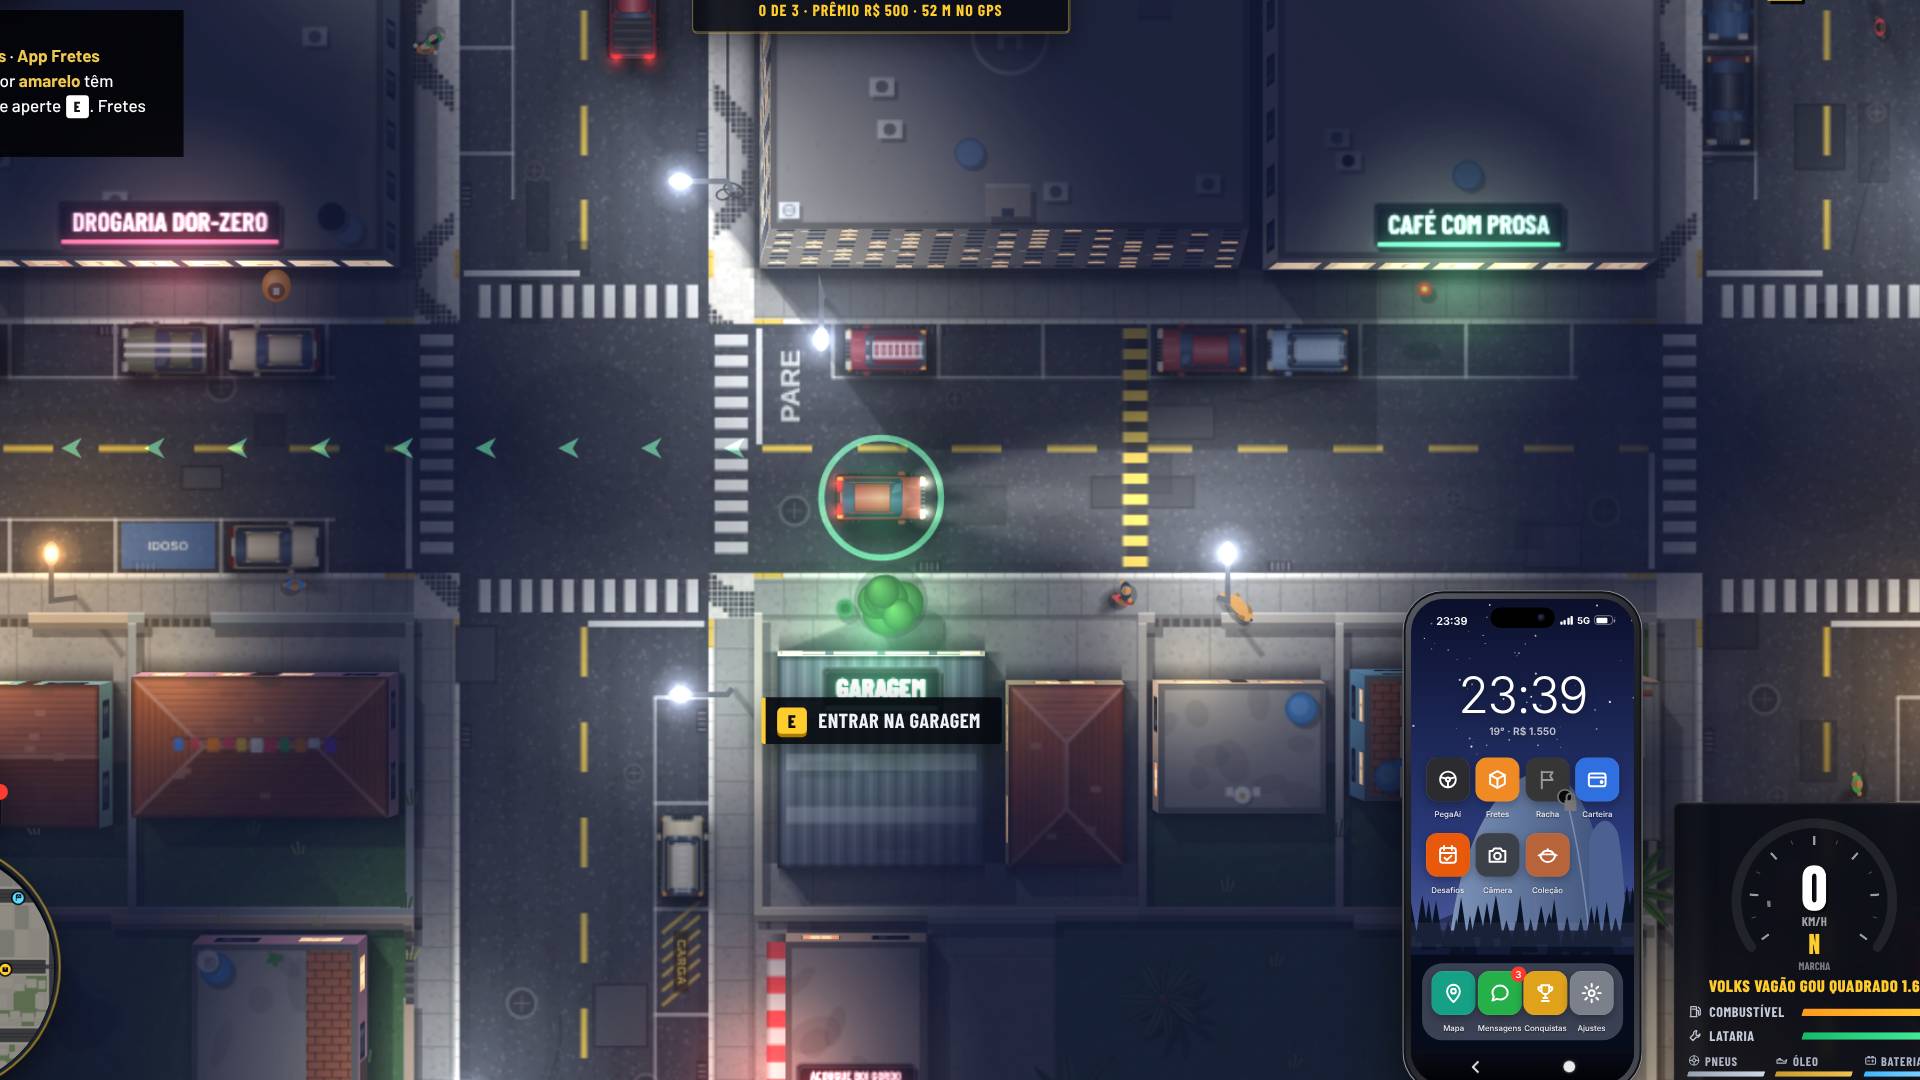 0 DE 3 · PRÊMIO R$ 500 · 52 M NO GPS
s · App Fretes
or amarelo têm
e aperte E. Fretes
DROGARIA DOR-ZERO
CAFÉ COM PROSA
PARE
IDOSO
GARAGEM
E ENTRAR NA GARAGEM
CARGA
23:39 5G
23:39
19° · R$ 1.550
PegaAí Fretes Racha Carteira
Desafios Câmera Coleção
3
Mapa Mensagens Conquistas Ajustes
0
KM/H
N
MARCHA
VOLKS VAGÃO GOU QUADRADO 1.6
COMBUSTÍVEL
LATARIA
PNEUS ÓLEO BATERIA
P